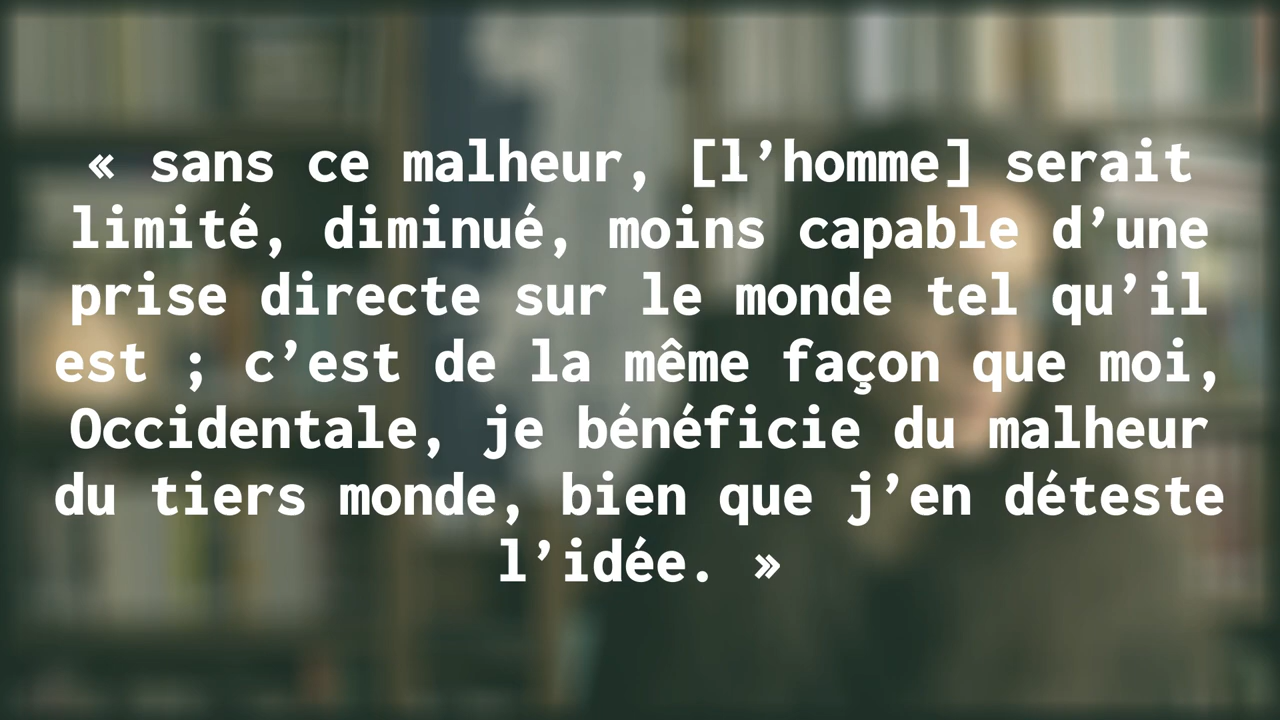 « sans ce malheur, [l’homme] serait
limité, diminué, moins capable d’une
prise directe sur le monde tel qu’il
est ; c’est de la même façon que moi,
Occidentale, je bénéficie du malheur
du tiers monde, bien que j’en déteste
l’idée. »